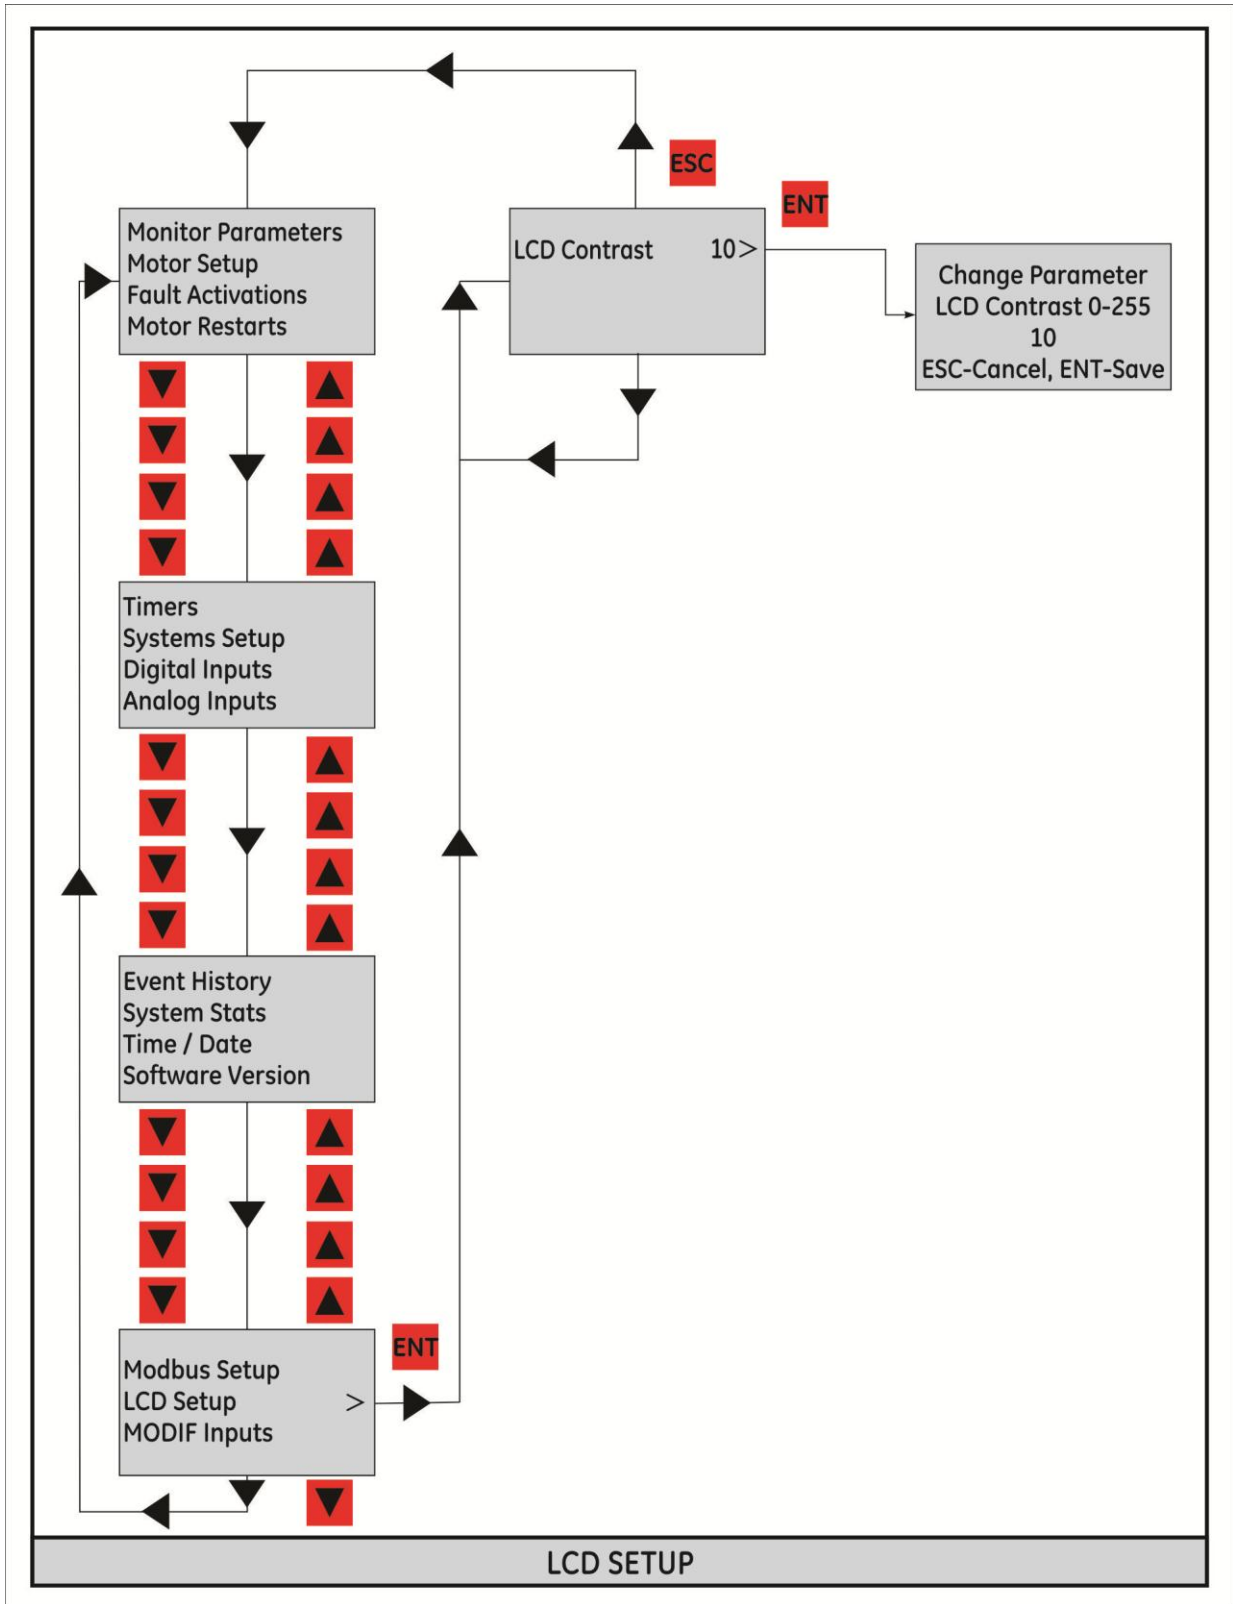 ESC
ENT
Monitor Parameters
Motor Setup
Fault Activations
Motor Restarts
LCD Contrast 10>
Change Parameter
LCD Contrast 0-255
10
ESC-Cancel, ENT-Save
Timers
Systems Setup
Digital Inputs
Analog Inputs
Event History
System Stats
Time / Date
Software Version
ENT
Modbus Setup
LCD Setup >
MODIF Inputs
LCD SETUP